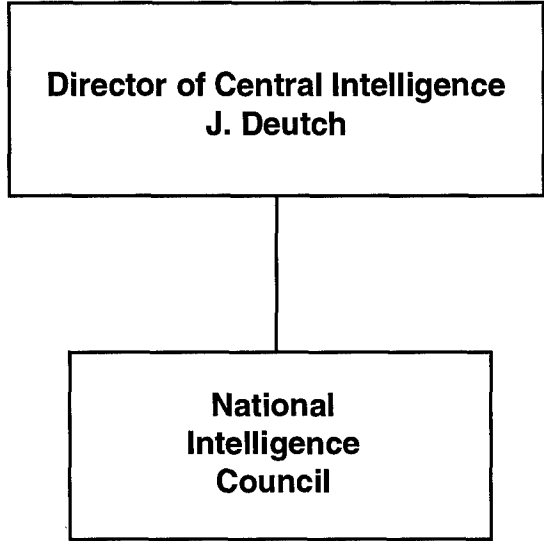 Director of Central Intelligence
J. Deutch
National
Intelligence
Council